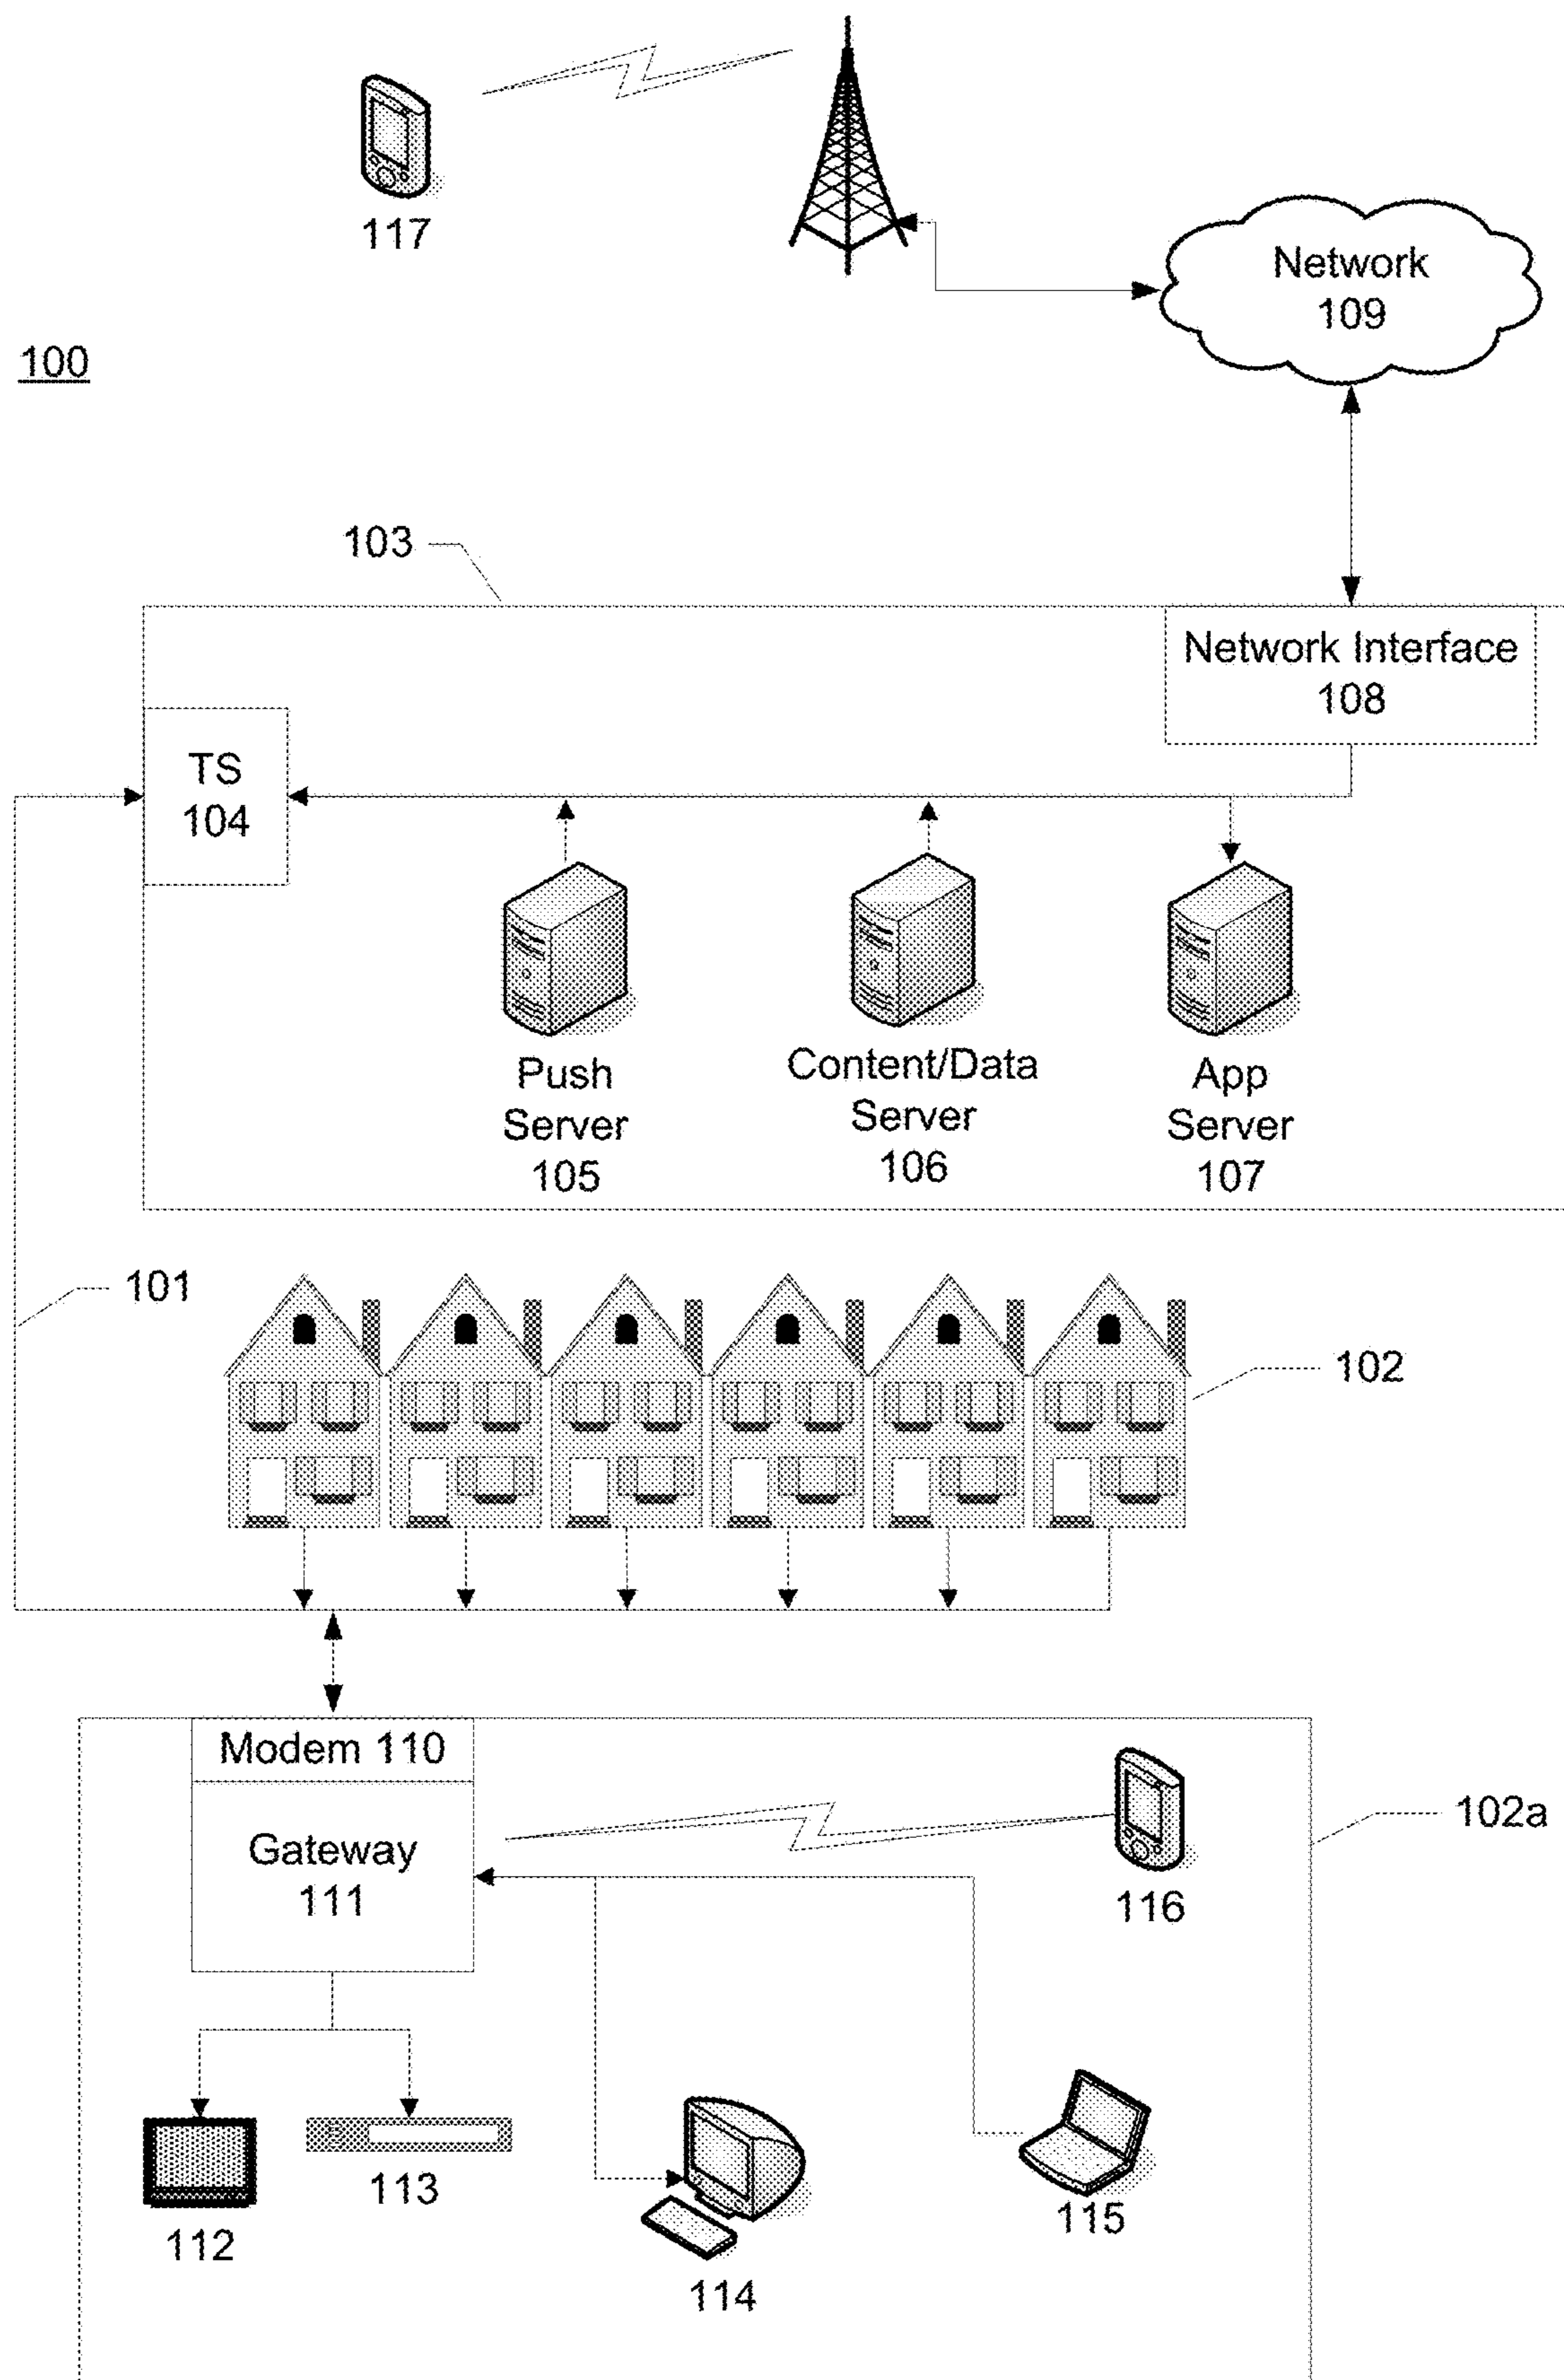 117
Network
109
100
103
Network Interface
108
TS
104
Push
Server
105
Content/Data
Server
106
App
Server
107
101
102
Modem 110
102a
Gateway
111
116
113
112
115
114